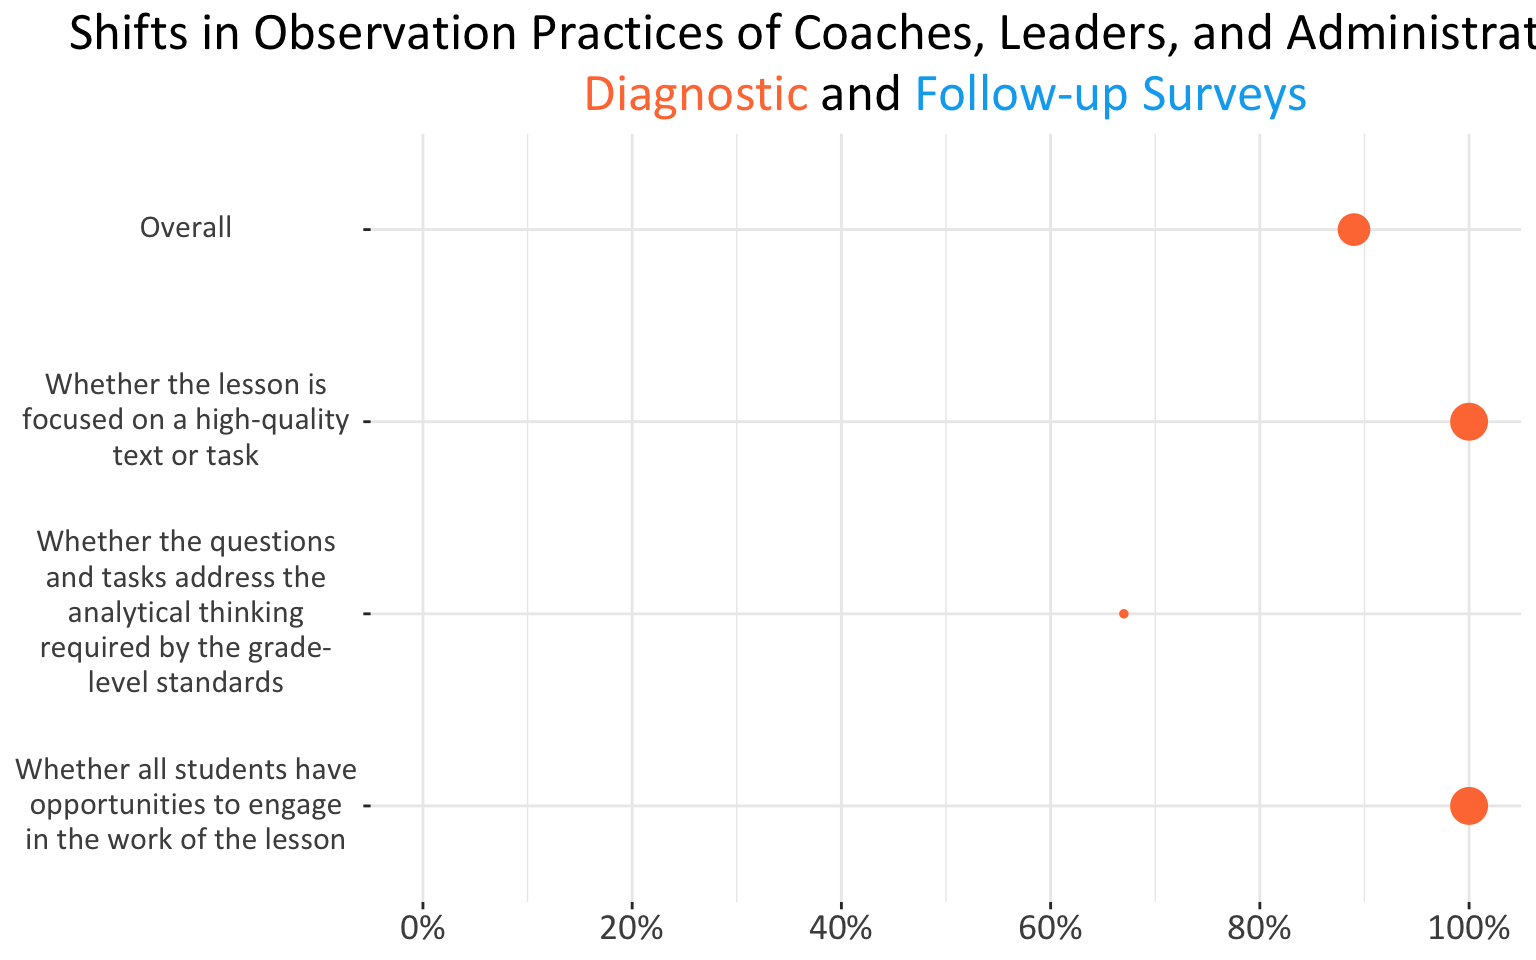 Shifts in Observation Practices of Coaches, Leaders, and Administrat
Diagnostic and Follow-up Surveys
Overall
Whether the lesson is
focused on a high-quality
text or task
Whether the questions
and tasks address the
analytical thinking
required by the grade-
level standards
Whether all students have
opportunities to engage
in the work of the lesson
0% 20% 40% 60% 80% 100%